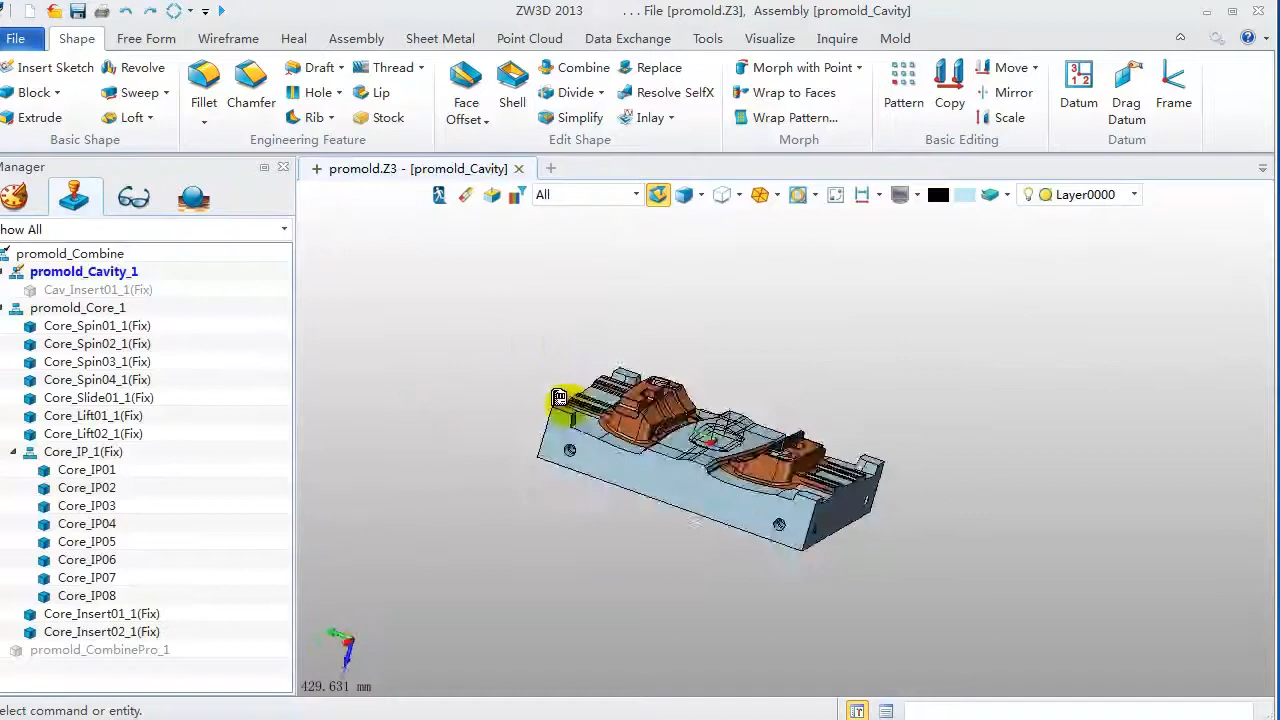 ZW3D 2013 . . . File [promold.Z3], Assembly [promold_Cavity]
File Shape Free Form Wireframe Heal Assembly Sheet Metal Point Cloud Data Exchange Tools Visualize Inquire Mold
Insert Sketch Revolve Draft Thread Combine Replace Morph with Point Move
Block Sweep Hole Lip Divide Resolve SelfX Wrap to Faces Mirror
Extrude Loft Rib Stock Simplify Inlay Wrap Pattern... Scale
Fillet Chamfer Face Offset Shell Pattern Copy Datum Drag Datum Frame
Basic Shape Engineering Feature Edit Shape Morph Basic Editing Datum
Manager
promold.Z3 - [promold_Cavity]
All Layer0000
how All
promold_Combine
promold_Cavity_1
Cav_Insert01_1(Fix)
promold_Core_1
Core_Spin01_1(Fix)
Core_Spin02_1(Fix)
Core_Spin03_1(Fix)
Core_Spin04_1(Fix)
Core_Slide01_1(Fix)
Core_Lift01_1(Fix)
Core_Lift02_1(Fix)
Core_IP_1(Fix)
Core_IP01
Core_IP02
Core_IP03
Core_IP04
Core_IP05
Core_IP06
Core_IP07
Core_IP08
Core_Insert01_1(Fix)
Core_Insert02_1(Fix)
promold_CombinePro_1
429.631 mm
elect command or entity.